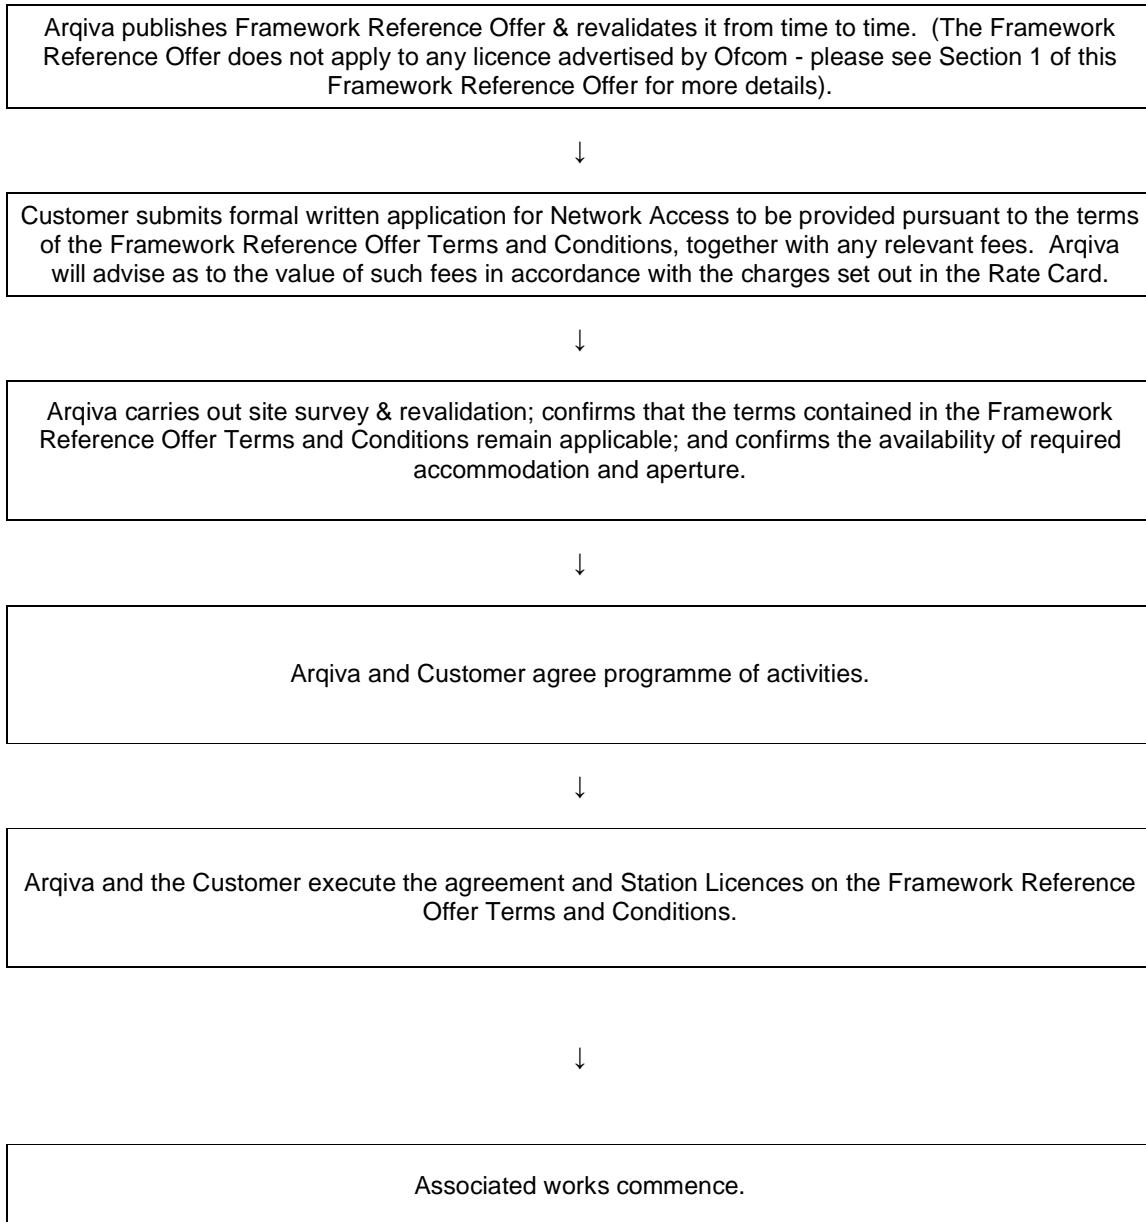 Arqiva publishes Framework Reference Offer & revalidates it from time to time.  (The Framework
Reference Offer does not apply to any licence advertised by Ofcom - please see Section 1 of this
Framework Reference Offer for more details).
↓
Customer submits formal written application for Network Access to be provided pursuant to the terms
of the Framework Reference Offer Terms and Conditions, together with any relevant fees.  Arqiva
will advise as to the value of such fees in accordance with the charges set out in the Rate Card.
↓
Arqiva carries out site survey & revalidation; confirms that the terms contained in the Framework
Reference Offer Terms and Conditions remain applicable; and confirms the availability of required
accommodation and aperture.
↓
Arqiva and Customer agree programme of activities.
↓
Arqiva and the Customer execute the agreement and Station Licences on the Framework Reference
Offer Terms and Conditions.
↓
Associated works commence.